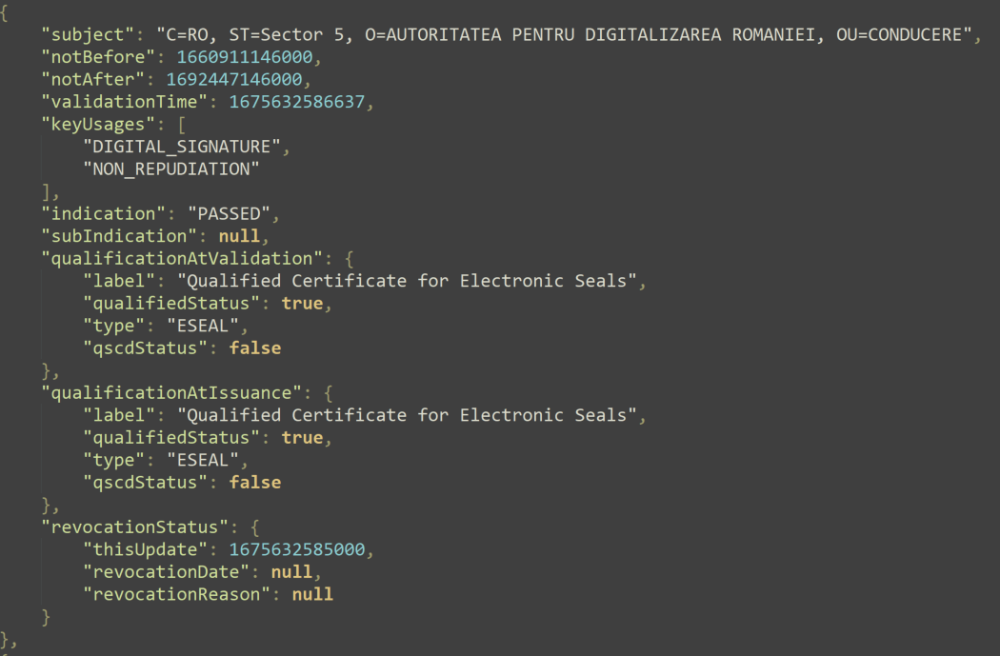 {
    "subject": "C=RO, ST=Sector 5, O=AUTORITATEA PENTRU DIGITALIZAREA ROMANIEI, OU=CONDUCERE",
    "notBefore": 1660911146000,
    "notAfter": 1692447146000,
    "validationTime": 1675632586637,
    "keyUsages": [
        "DIGITAL_SIGNATURE",
        "NON_REPUDIATION"
    ],
    "indication": "PASSED",
    "subIndication": null,
    "qualificationAtValidation": {
        "label": "Qualified Certificate for Electronic Seals",
        "qualifiedStatus": true,
        "type": "ESEAL",
        "qscdStatus": false
    },
    "qualificationAtIssuance": {
        "label": "Qualified Certificate for Electronic Seals",
        "qualifiedStatus": true,
        "type": "ESEAL",
        "qscdStatus": false
    },
    "revocationStatus": {
        "thisUpdate": 1675632585000,
        "revocationDate": null,
        "revocationReason": null
    }
},